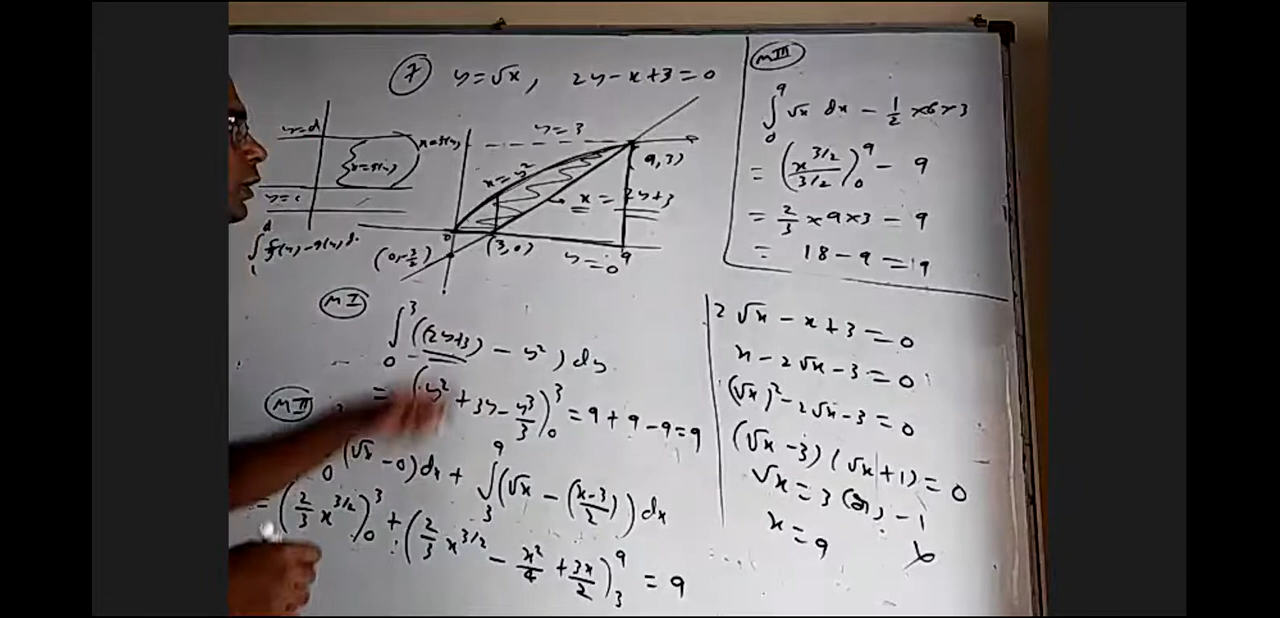 ⑦ y = √x, 2y - x + 3 = 0
y = d
x = f(y)
x = g(y)
y = c
∫ f(y) - g(y) d
y = 3
(9, 3)
x = y²
x = 2y + 3
0
(3, 0)
9
y = 0
(0, -3/2)
M I
∫₀³ ((2y+3) - y²) dy
= (y² + 3y - y³/3)₀³ = 9 + 9 - 9 = 9
M II
0 (√x - 0) dx + ∫₃⁹ (√x - ((x-3)/2)) dx
= (2/3 x^(3/2))₀³ + (2/3 x^(3/2) - x²/4 + 3x/2)₃⁹ = 9
M III
∫₀⁹ √x dx - 1/2 × 6 × 3
= (x^(3/2) / (3/2))₀⁹ - 9
= 2/3 × 9 × 3 - 9
= 18 - 9 = 19
2√x - x + 3 = 0
x - 2√x - 3 = 0
(√x)² - 2√x - 3 = 0
(√x - 3)(√x + 1) = 0
√x = 3 (or) - 1
x = 9